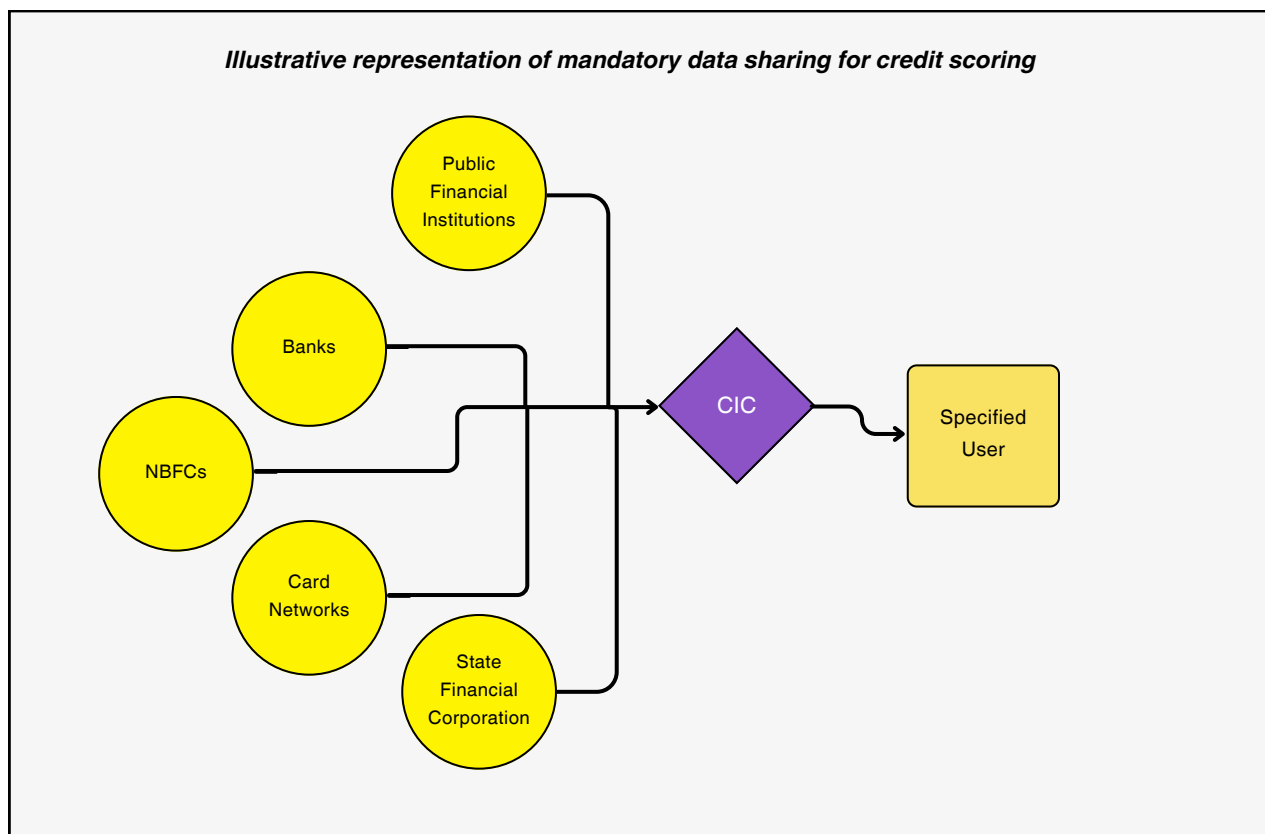 Illustrative representation of mandatory data sharing for credit scoring
Public
Financial
Institutions
Banks
NBFCs
Card
Networks
State
Financial
Corporation
CIC
Specified
User